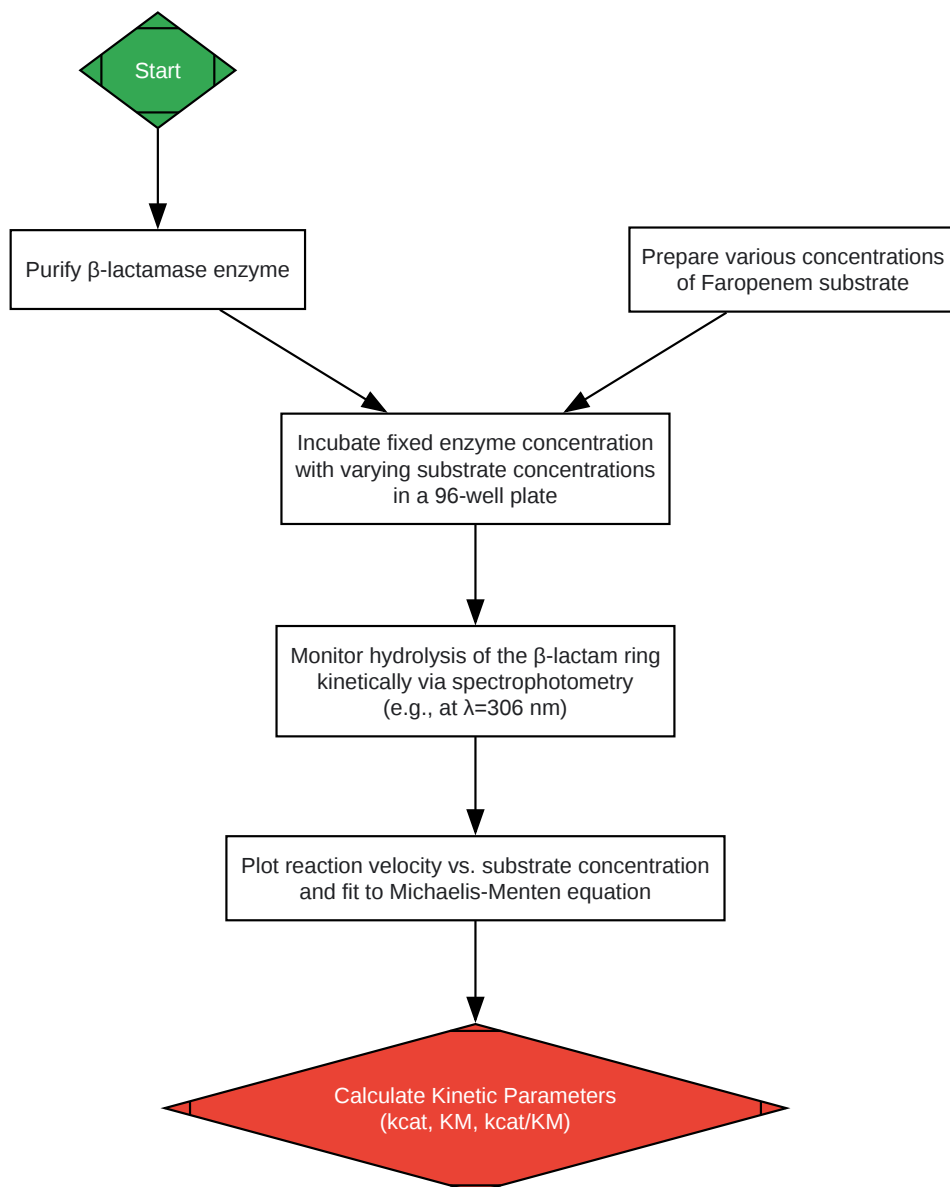 Start
Purify β-lactamase enzyme
Prepare various concentrations
of Faropenem substrate
Incubate fixed enzyme concentration
with varying substrate concentrations
in a 96-well plate
Monitor hydrolysis of the β-lactam ring
kinetically via spectrophotometry
(e.g., at λ=306 nm)
Plot reaction velocity vs. substrate concentration
and fit to Michaelis-Menten equation
Calculate Kinetic Parameters
(kcat, KM, kcat/KM)